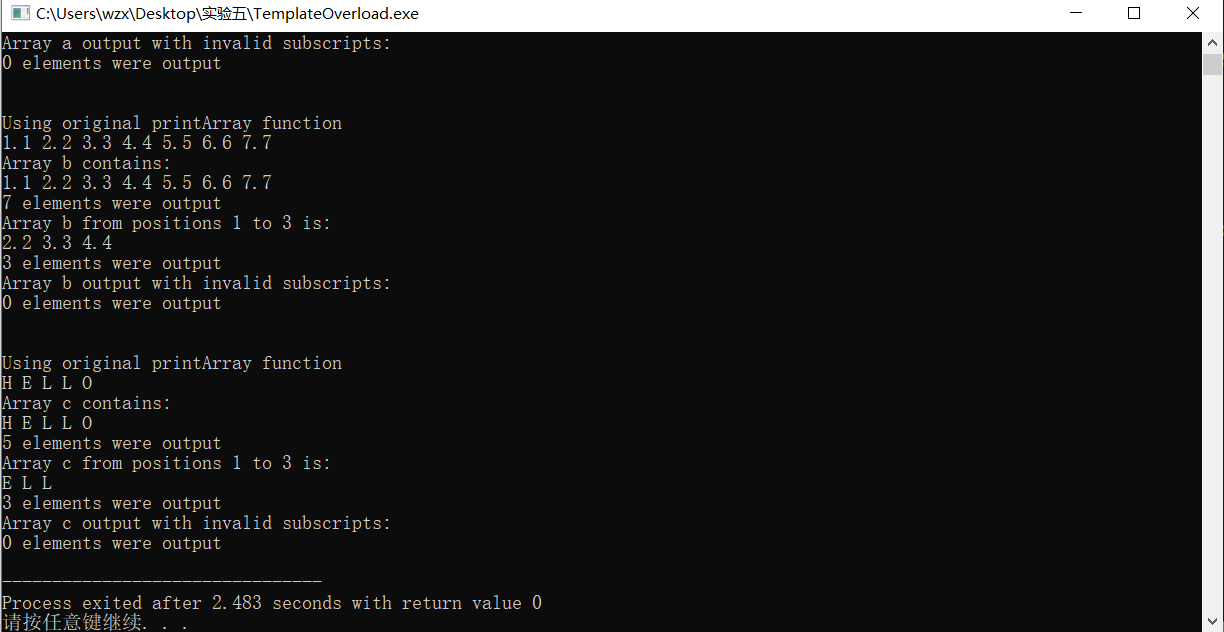 C:\Users\wzx\Desktop\实验五\TemplateOverload.exe
Array a output with invalid subscripts:
0 elements were output
Using original printArray function
1.1 2.2 3.3 4.4 5.5 6.6 7.7
Array b contains:
1.1 2.2 3.3 4.4 5.5 6.6 7.7
7 elements were output
Array b from positions 1 to 3 is:
2.2 3.3 4.4
3 elements were output
Array b output with invalid subscripts:
0 elements were output
Using original printArray function
H E L L O
Array c contains:
H E L L O
5 elements were output
Array c from positions 1 to 3 is:
E L L
3 elements were output
Array c output with invalid subscripts:
0 elements were output
--------------------------------
Process exited after 2.483 seconds with return value 0
请按任意键继续. . .